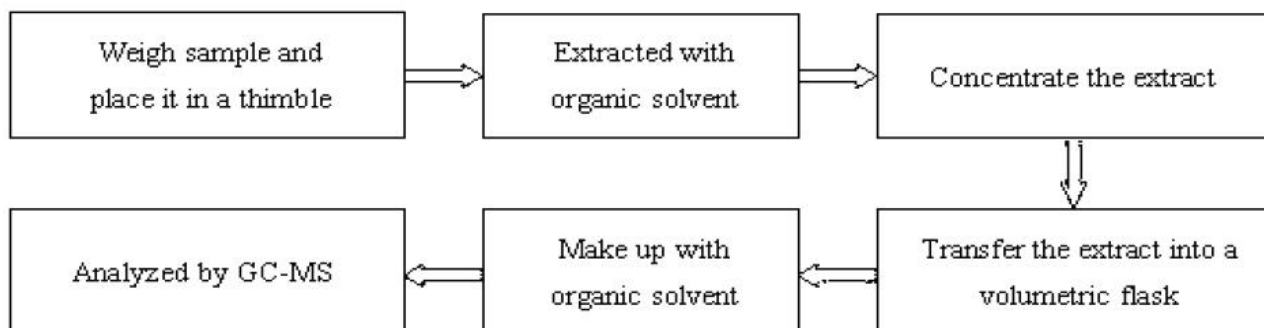 Weigh sample and
place it in a thimble
Extracted with
organic solvent
Concentrate the extract
Transfer the extract into a
volumetric flask
Make up with
organic solvent
Analyzed by GC-MS